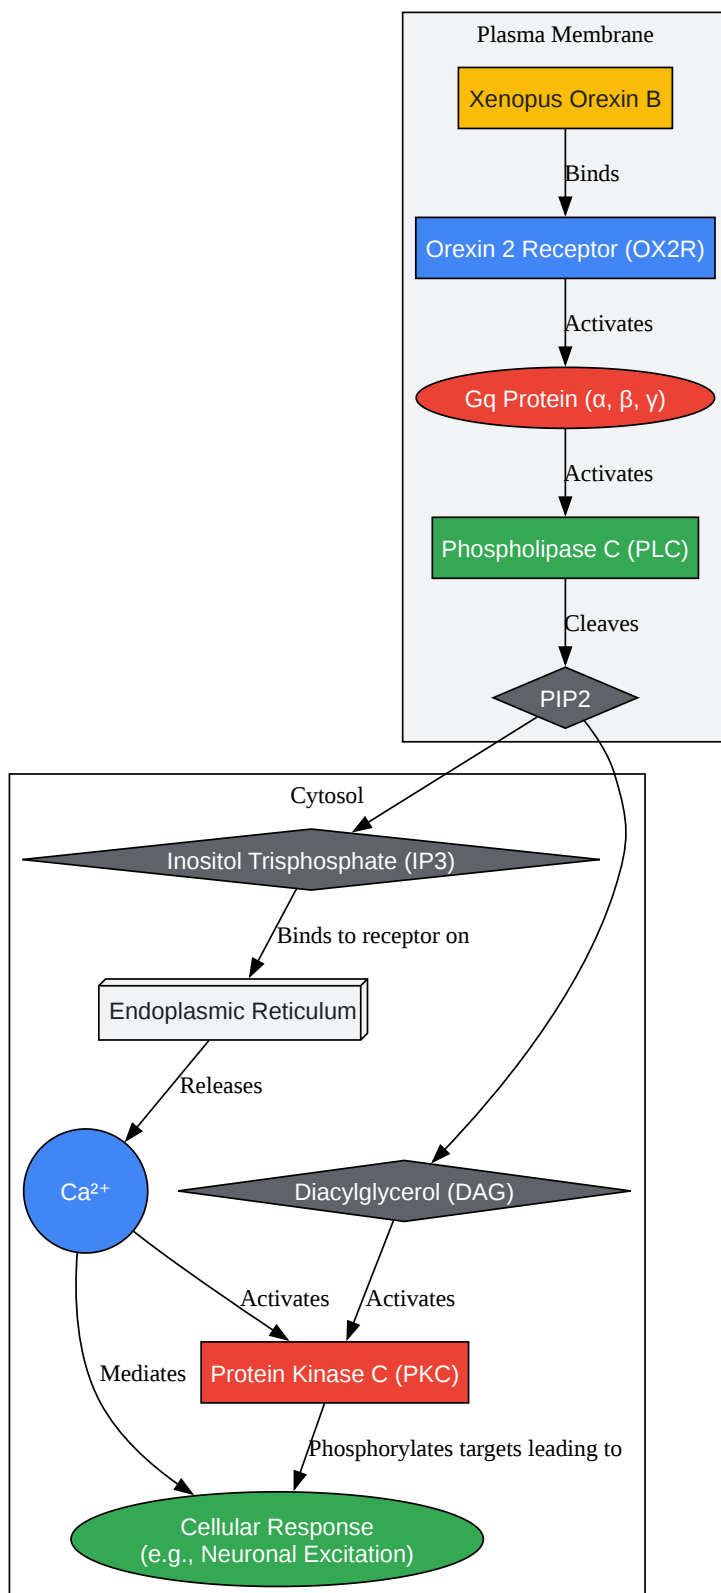 Plasma Membrane
Xenopus Orexin B
Binds
Orexin 2 Receptor (OX2R)
Activates
Gq Protein (α, β, γ)
Activates
Phospholipase C (PLC)
Cleaves
PIP2
Cytosol
Inositol Trisphosphate (IP3)
Binds to receptor on
Endoplasmic Reticulum
Releases
Ca²⁺
Diacylglycerol (DAG)
Activates
Activates
Mediates
Protein Kinase C (PKC)
Phosphorylates targets leading to
Cellular Response
(e.g., Neuronal Excitation)